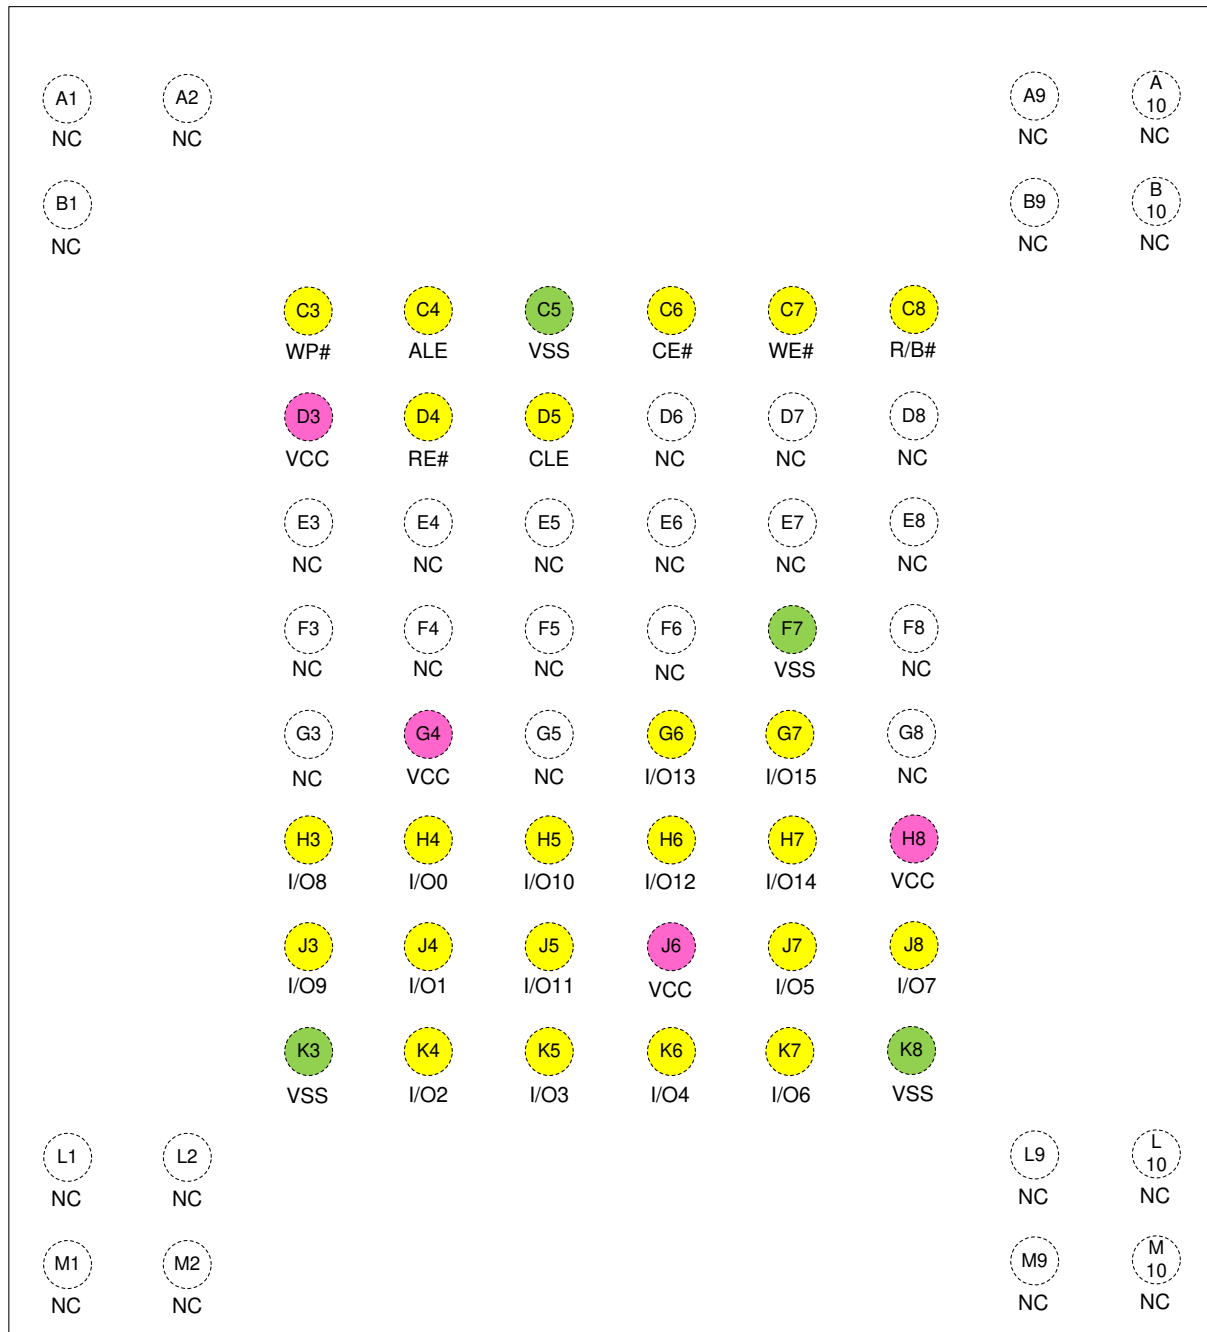 A1 A2 A9 A
10
NC NC NC NC
B1 B9 B
10
NC NC NC
C3 C4 C5 C6 C7 C8
WP# ALE VSS CE# WE# R/B#
D3 D4 D5 D6 D7 D8
VCC RE# CLE NC NC NC
E3 E4 E5 E6 E7 E8
NC NC NC NC NC NC
F3 F4 F5 F6 F7 F8
NC NC NC NC VSS NC
G3 G4 G5 G6 G7 G8
NC VCC NC I/O13 I/O15 NC
H3 H4 H5 H6 H7 H8
I/O8 I/O0 I/O10 I/O12 I/O14 VCC
J3 J4 J5 J6 J7 J8
I/O9 I/O1 I/O11 VCC I/O5 I/O7
K3 K4 K5 K6 K7 K8
VSS I/O2 I/O3 I/O4 I/O6 VSS
L1 L2 L9 L
10
NC NC NC NC
M1 M2 M9 M
10
NC NC NC NC